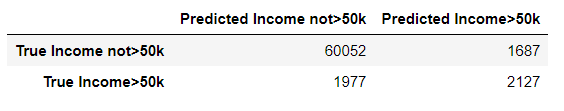 Predicted Income not>50k Predicted Income>50k
True Income not>50k 60052 1687
True Income>50k 1977 2127